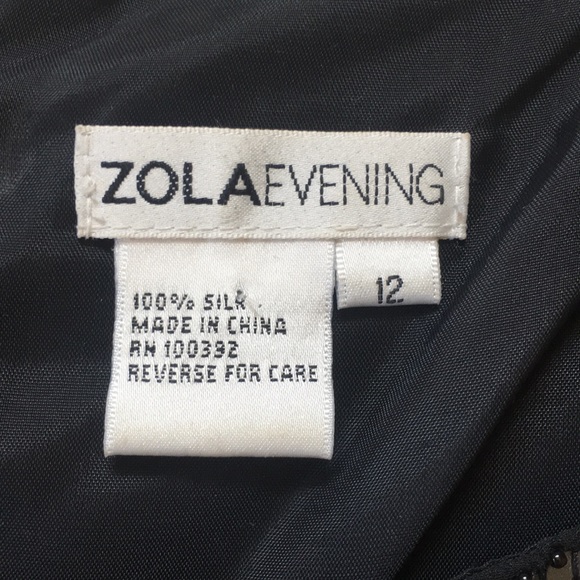 ZOLAEVENING
12
100% SILK
MADE IN CHINA
RN 100392
REVERSE FOR CARE